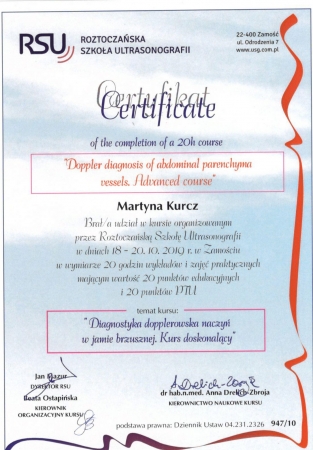 RSU
ROZTOCZAŃSKA
SZKOŁA ULTRASONOGRAFII
22-400 Zamość
ul. Odrodzenia 7
www.usg.com.pl
Certyfikat
Certificate
of the completion of a 20h course
"Doppler diagnosis of abdominal parenchyma
vessels. Advanced course"
Martyna Kurcz
Brał/a udział w kursie organizowanym
przez Roztoczańską Szkołę Ultrasonografii
w dniach 18 - 20. 10. 2019 r. w Zamościu
w wymiarze 20 godzin wykładów i zajęć praktycznych
mającym wartość 20 punktów edukacyjnych
i 20 punktów PTU
temat kursu:
"Diagnostyka dopplerowska naczyń
w jamie brzusznej. Kurs doskonalący"
Jan Mazur
DYREKTOR RSU
Beata Ostapińska
KIEROWNIK
ORGANIZACYJNY KURSU
dr hab.n.med. Anna Drelich-Zbroja
KIEROWNICTWO NAUKOWE KURSU
podstawa prawna: Dziennik Ustaw 04.231.2326
947/10